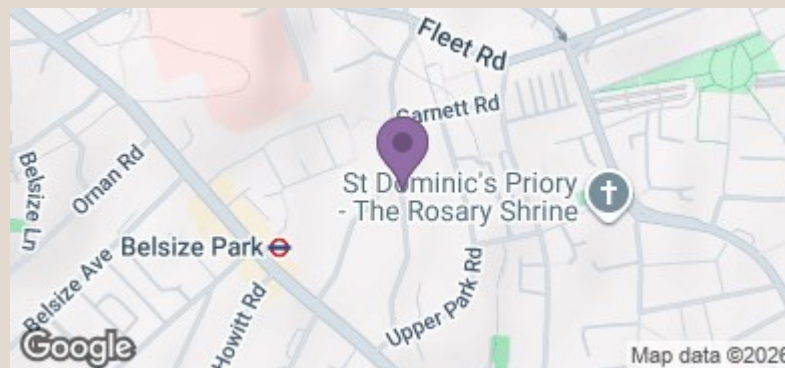 Fleet Rd
Garnett Rd
Ornan Rd
Belsize Ln
St Dominic's Priory
- The Rosary Shrine
Belsize Park
Belsize Ave
Howitt Rd
Upper Park Rd
Google
Map data ©2026